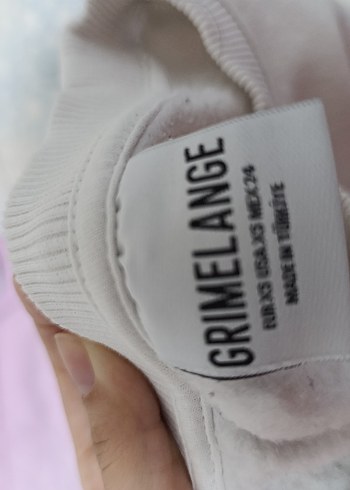 GRIMELANGE
EUR:XS USA:XS MEX:24
MADE IN TÜRKİYE